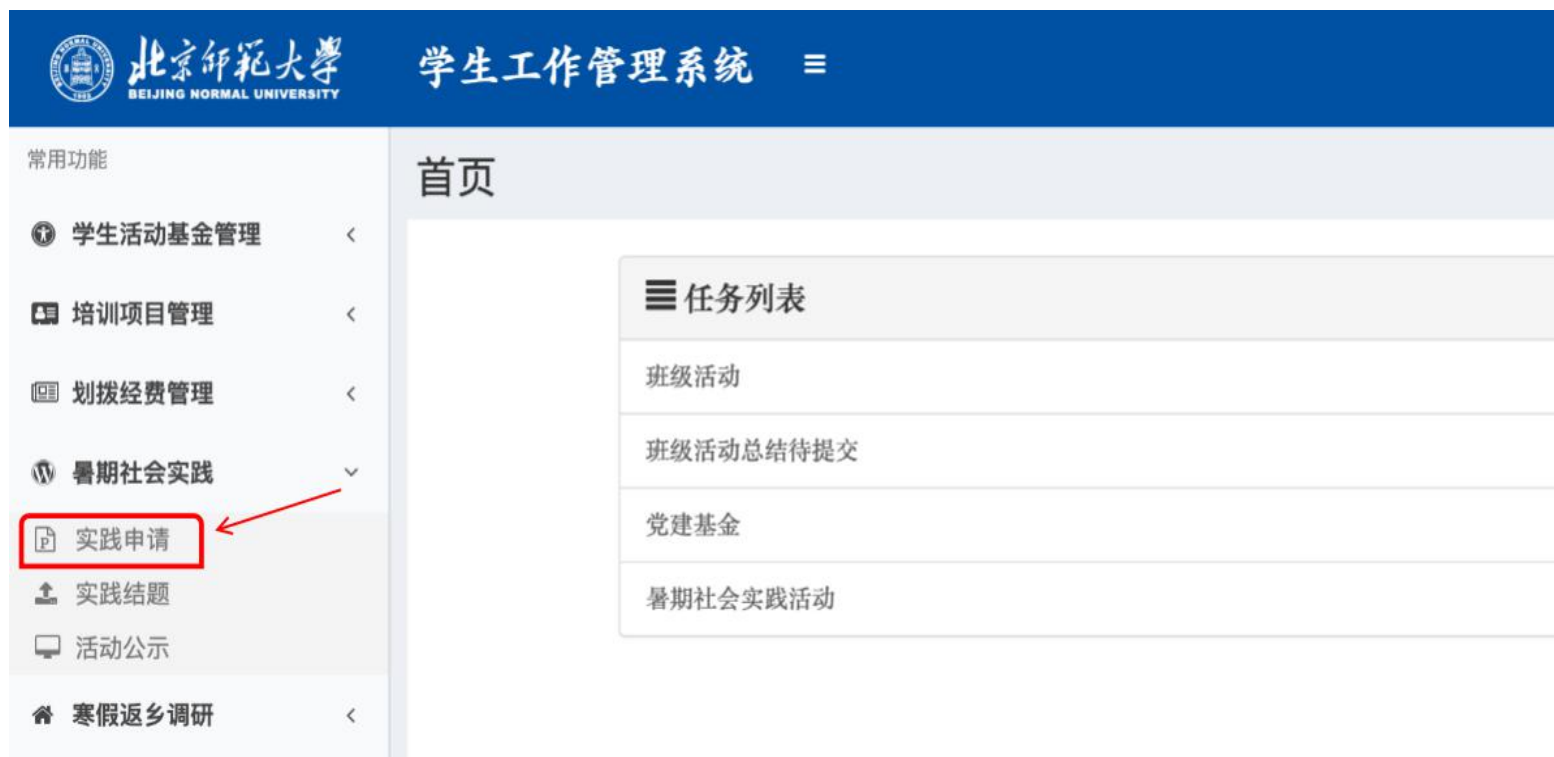 北京师范大学
BEIJING NORMAL UNIVERSITY
1902
学生工作管理系统
常用功能
首页
学生活动基金管理
培训项目管理
划拨经费管理
暑期社会实践
实践申请
实践结题
活动公示
寒假返乡调研
任务列表
班级活动
班级活动总结待提交
党建基金
暑期社会实践活动